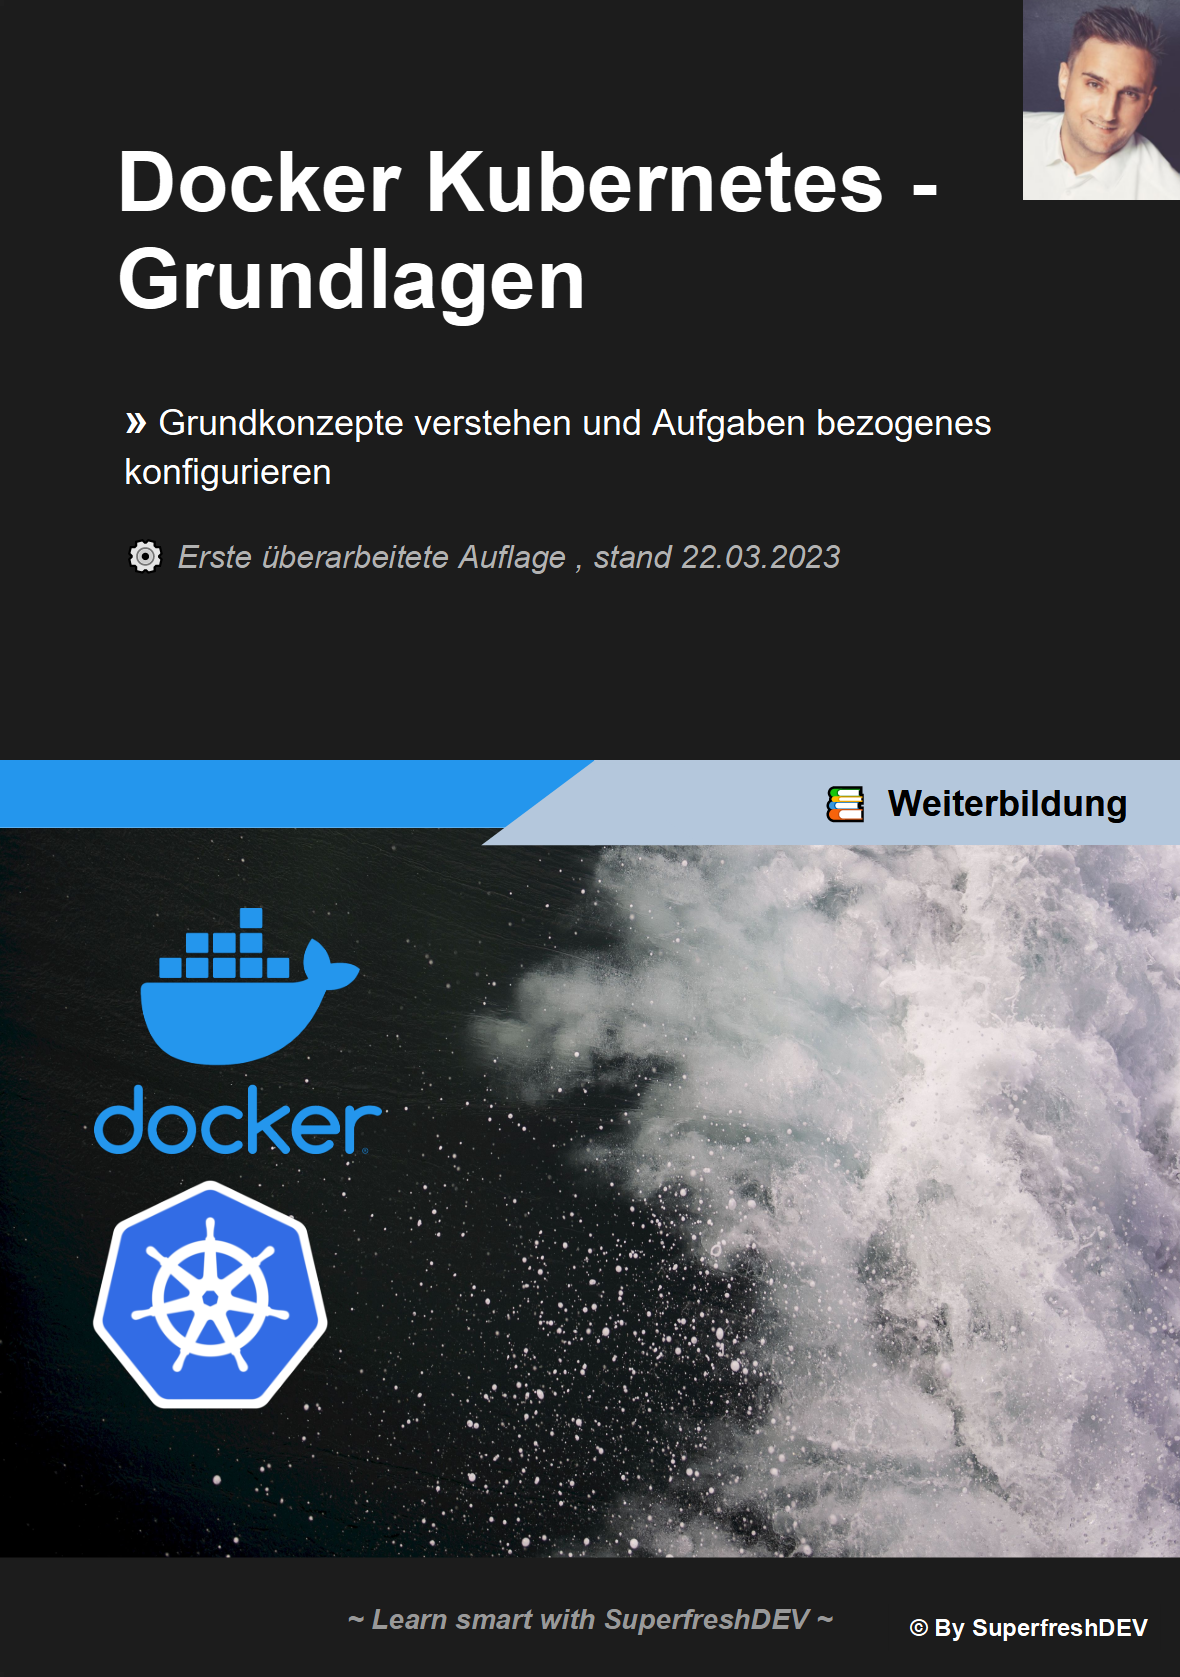 Docker Kubernetes -
Grundlagen
» Grundkonzepte verstehen und Aufgaben bezogenes
konfigurieren
Erste überarbeitete Auflage , stand 22.03.2023
Weiterbildung
docker
~ Learn smart with SuperfreshDEV ~
© By SuperfreshDEV